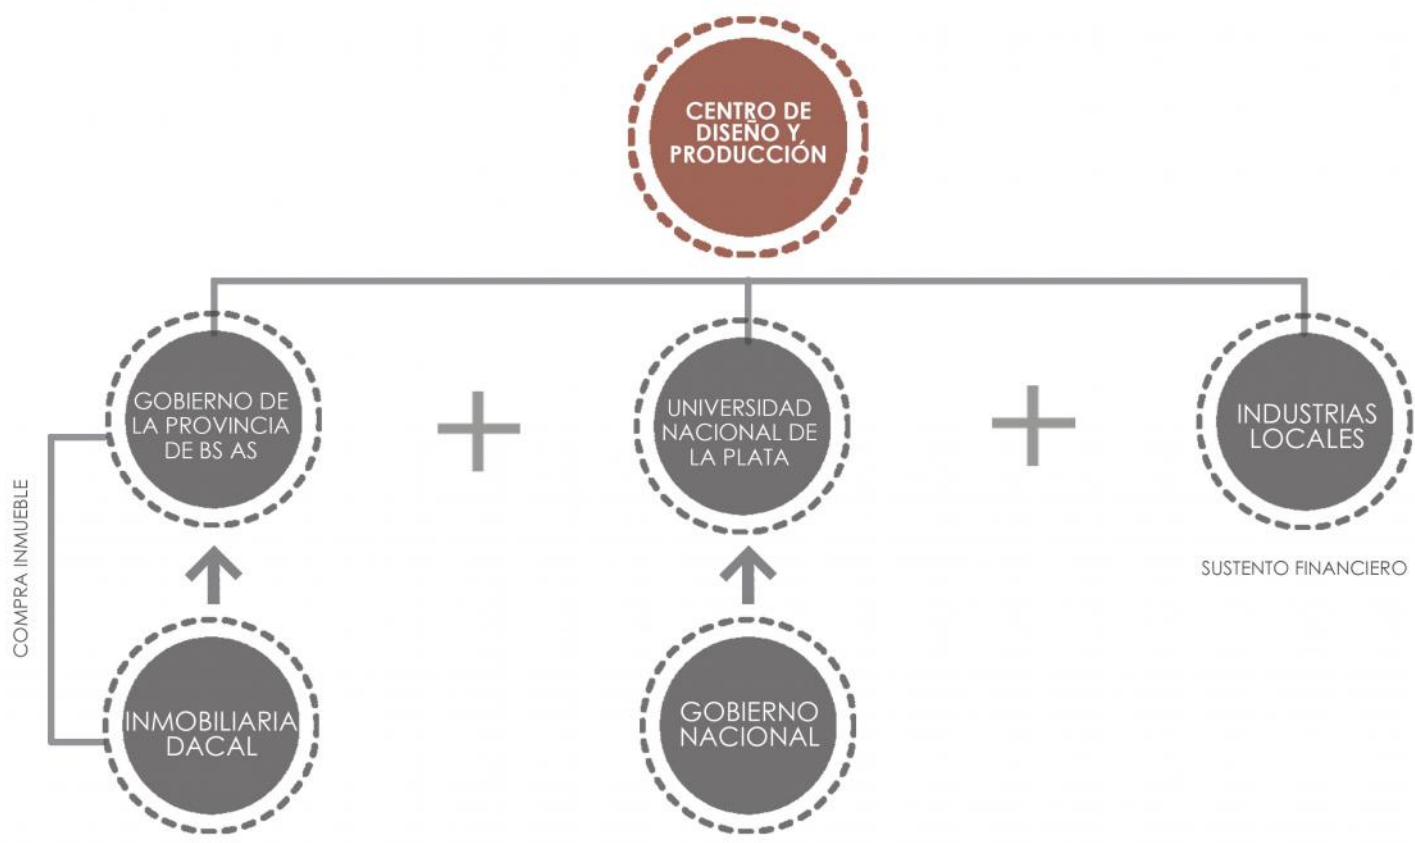 CENTRO DE
DISEÑO Y
PRODUCCIÓN
GOBIERNO DE
LA PROVINCIA
DE BS AS
UNIVERSIDAD
NACIONAL DE
LA PLATA
INDUSTRIAS
LOCALES
SUSTENTO FINANCIERO
COMPRA INMUEBLE
INMOBILIARIA
DACAL
GOBIERNO
NACIONAL